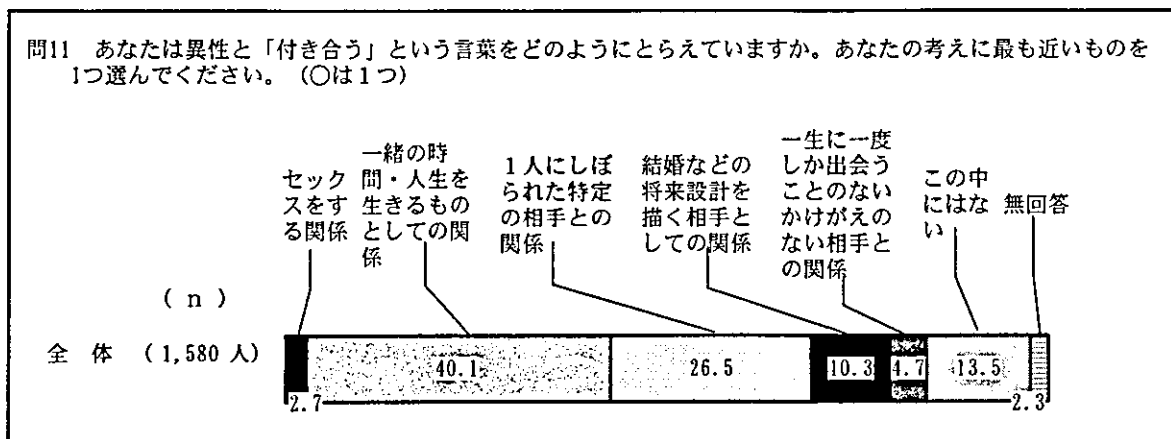 問11 あなたは異性と「付き合う」という言葉をどのようにとらえていますか。あなたの考えに最も近いものを
1つ選んでください。（○は１つ）
セック
スをす
る関係
一緒の時
間・人生を
生きるもの
としての関
係
１人にしぼ
られた特定
の相手との
関係
結婚などの
将来設計を
描く相手と
しての関係
一生に一度
しか出会う
ことのない
かけがえの
ない相手と
の関係
この中
にはな
い
無回答
（ｎ）
全 体 （1,580 人）
2.7
40.1
26.5
10.3
4.7
13.5
2.3